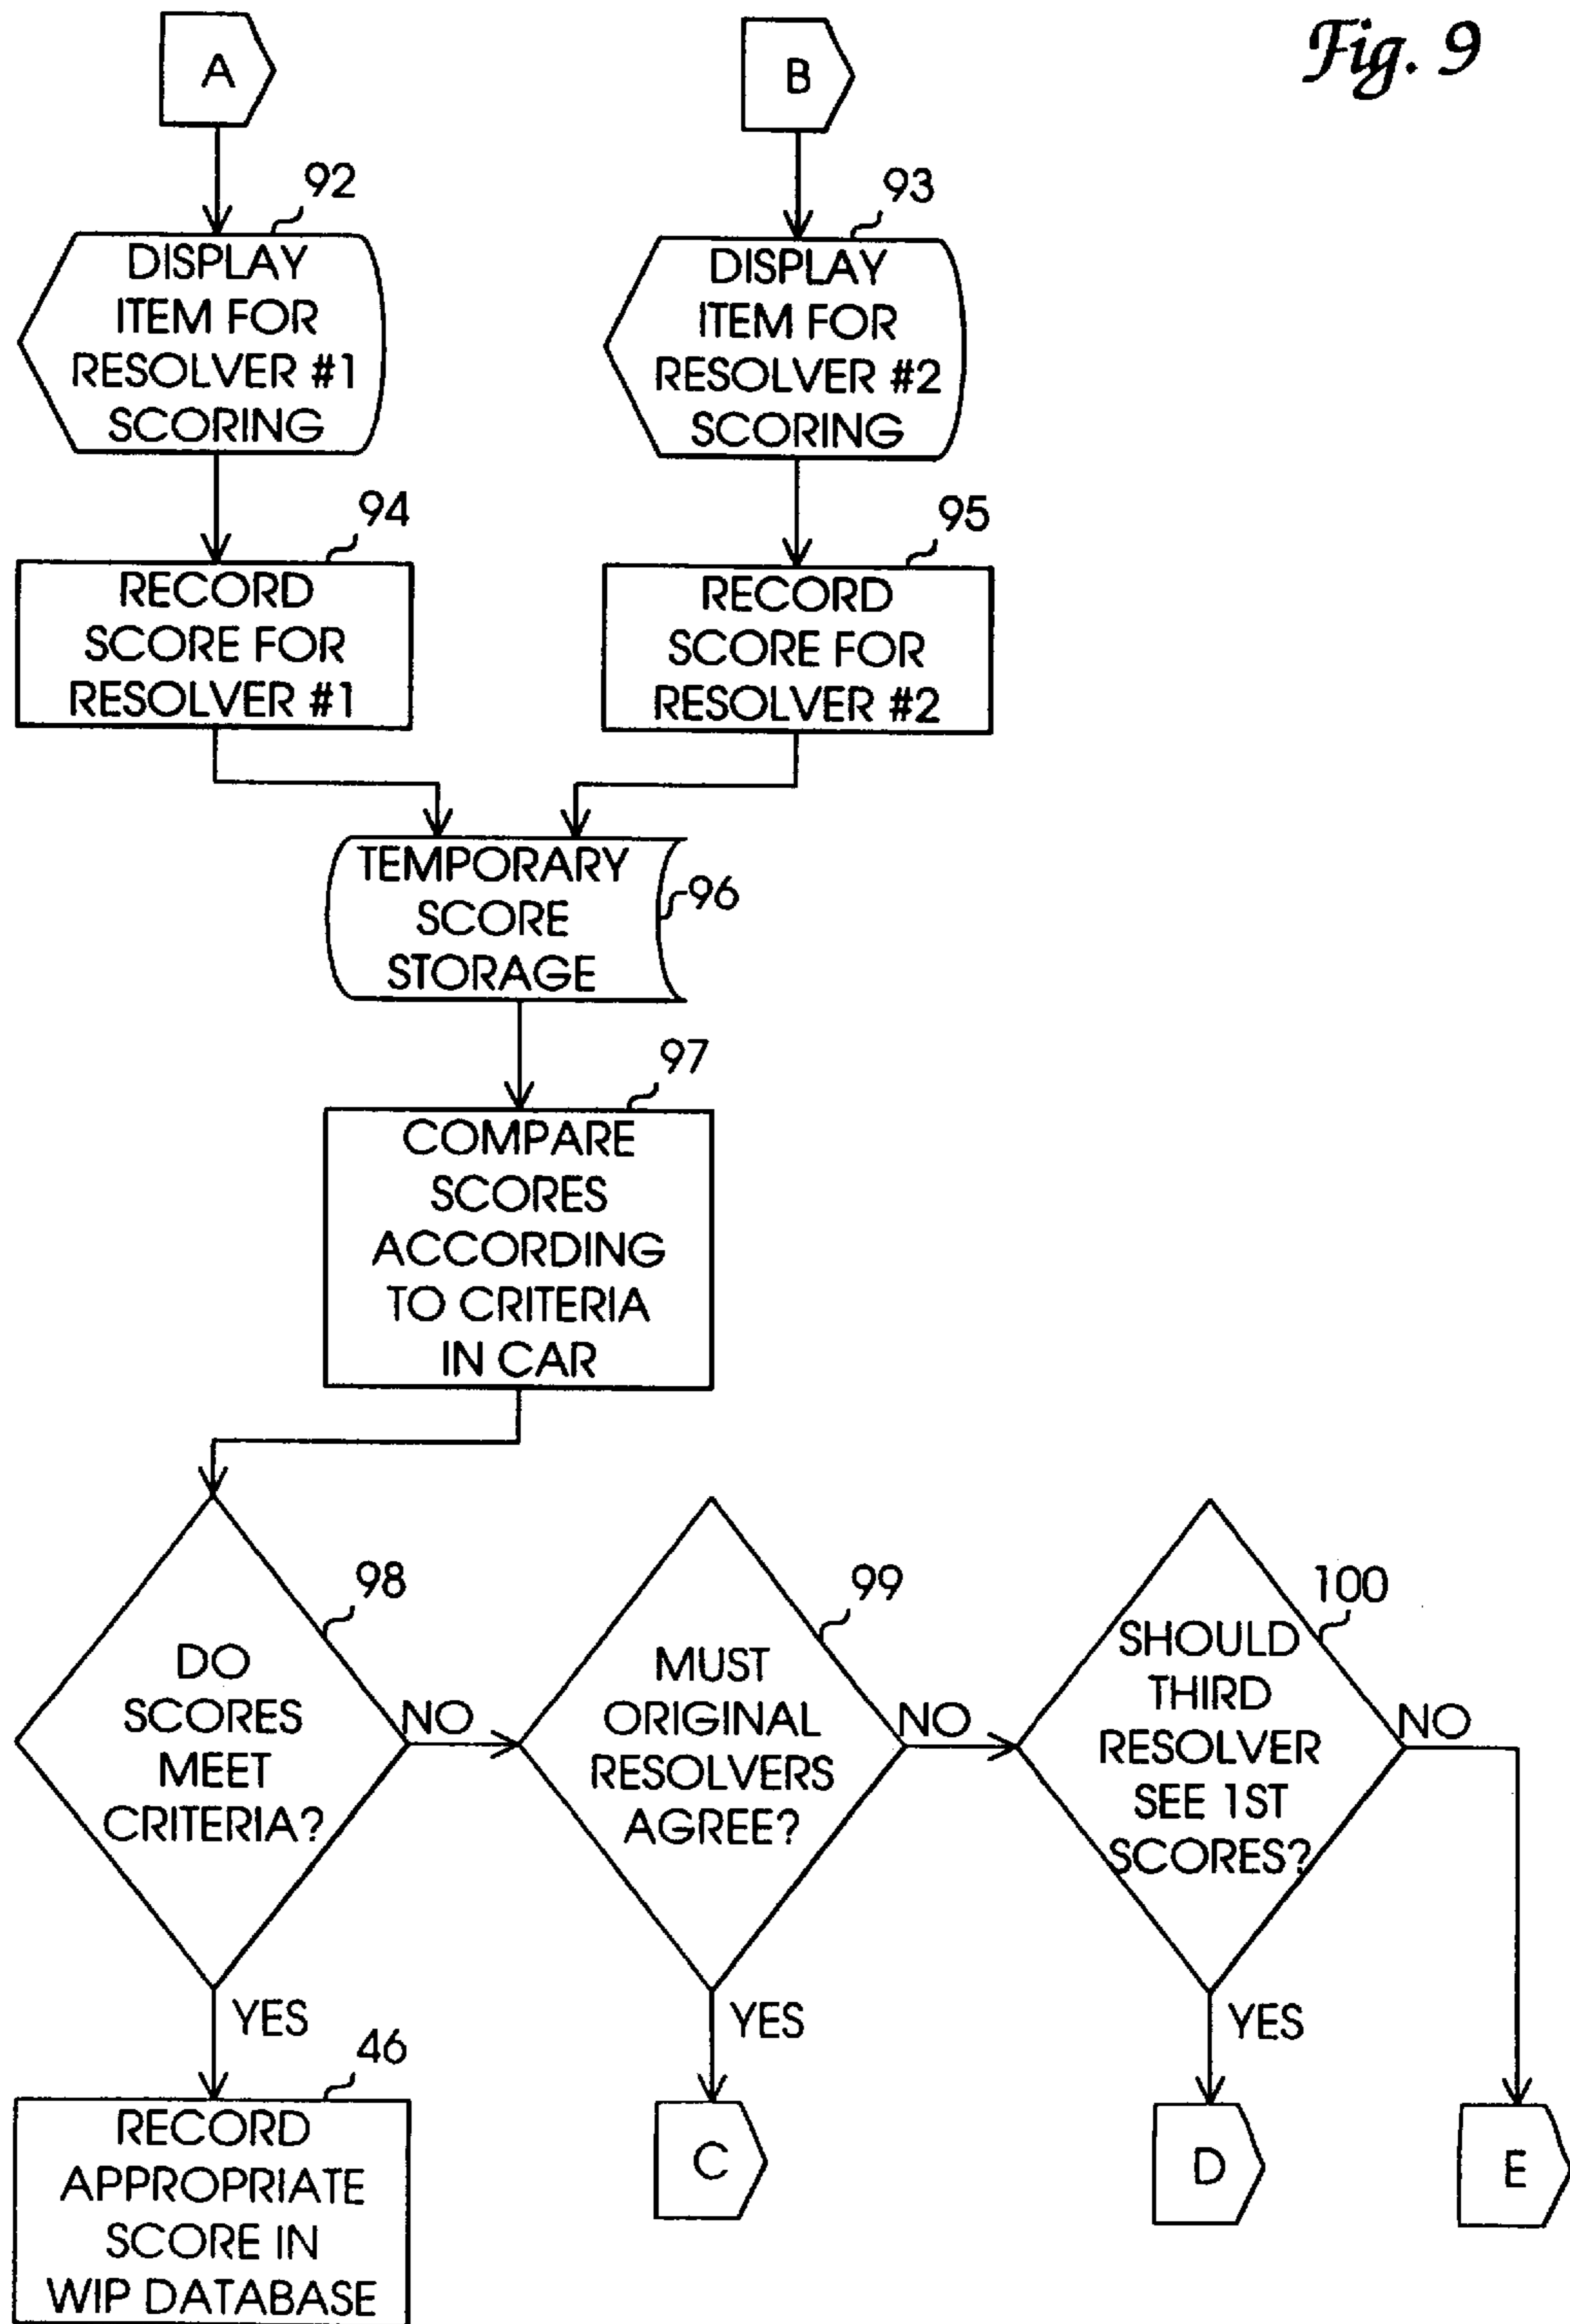 Fig. 9
A
B
92
93
DISPLAY
ITEM FOR
RESOLVER #1
SCORING
DISPLAY
ITEM FOR
RESOLVER #2
SCORING
94
95
RECORD
SCORE FOR
RESOLVER #1
RECORD
SCORE FOR
RESOLVER #2
TEMPORARY
SCORE
STORAGE
96
97
COMPARE
SCORES
ACCORDING
TO CRITERIA
IN CAR
98
99
100
DO
SCORES
MEET
CRITERIA?
NO
MUST
ORIGINAL
RESOLVERS
AGREE?
NO
SHOULD
THIRD
RESOLVER
SEE 1ST
SCORES?
NO
YES
YES
YES
46
RECORD
APPROPRIATE
SCORE IN
WIP DATABASE
C
D
E